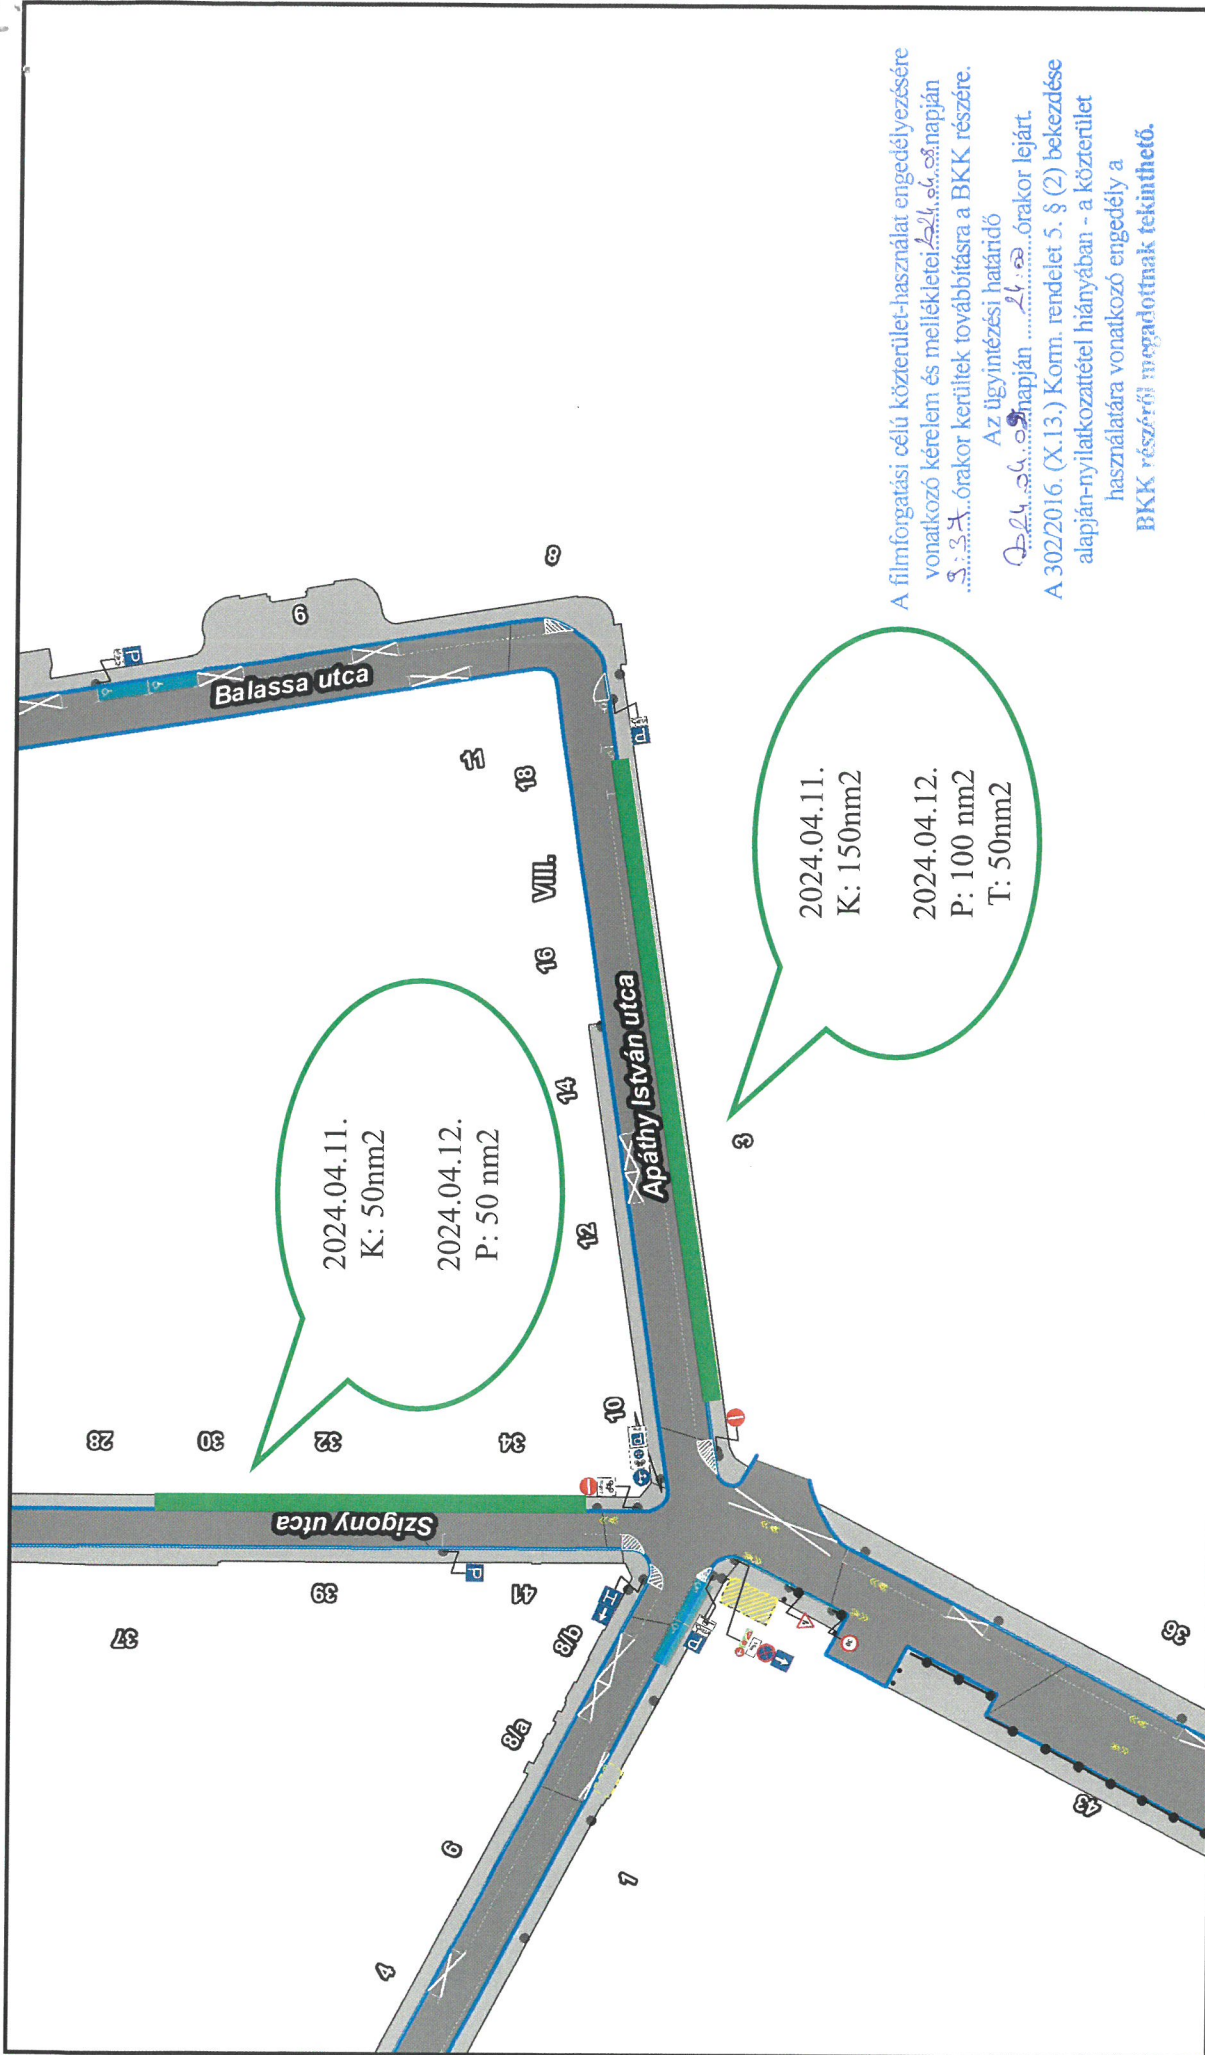 A filmforgatási célú közterület-használat engedélyezésére
vonatkozó kérelem és mellékletei 2024.04.08 napján
9:37 órakor kerültek továbbításra a BKK részére.
Az ügyintézési határidő
2024.04.09 napján 24:00 órakor lejárt.
A 302/2016. (X.13.) Korm. rendelet 5. § (2) bekezdése
alapján-nyilatkozattétel hiányában - a közterület
használatára vonatkozó engedély a
BKK részéről megadottnak tekinthető.
2024.04.11.
K: 50nm2
2024.04.12.
P: 50 nm2
2024.04.11.
K: 150nm2
2024.04.12.
P: 100 nm2
T: 50nm2
Balassa utca
Apáthy István utca
Szigony utca
VIII.
6
8
11
18
16
14
12
10
3
28
30
32
34
37
39
41
8/b
8/a
6
4
1
43
36
P
P